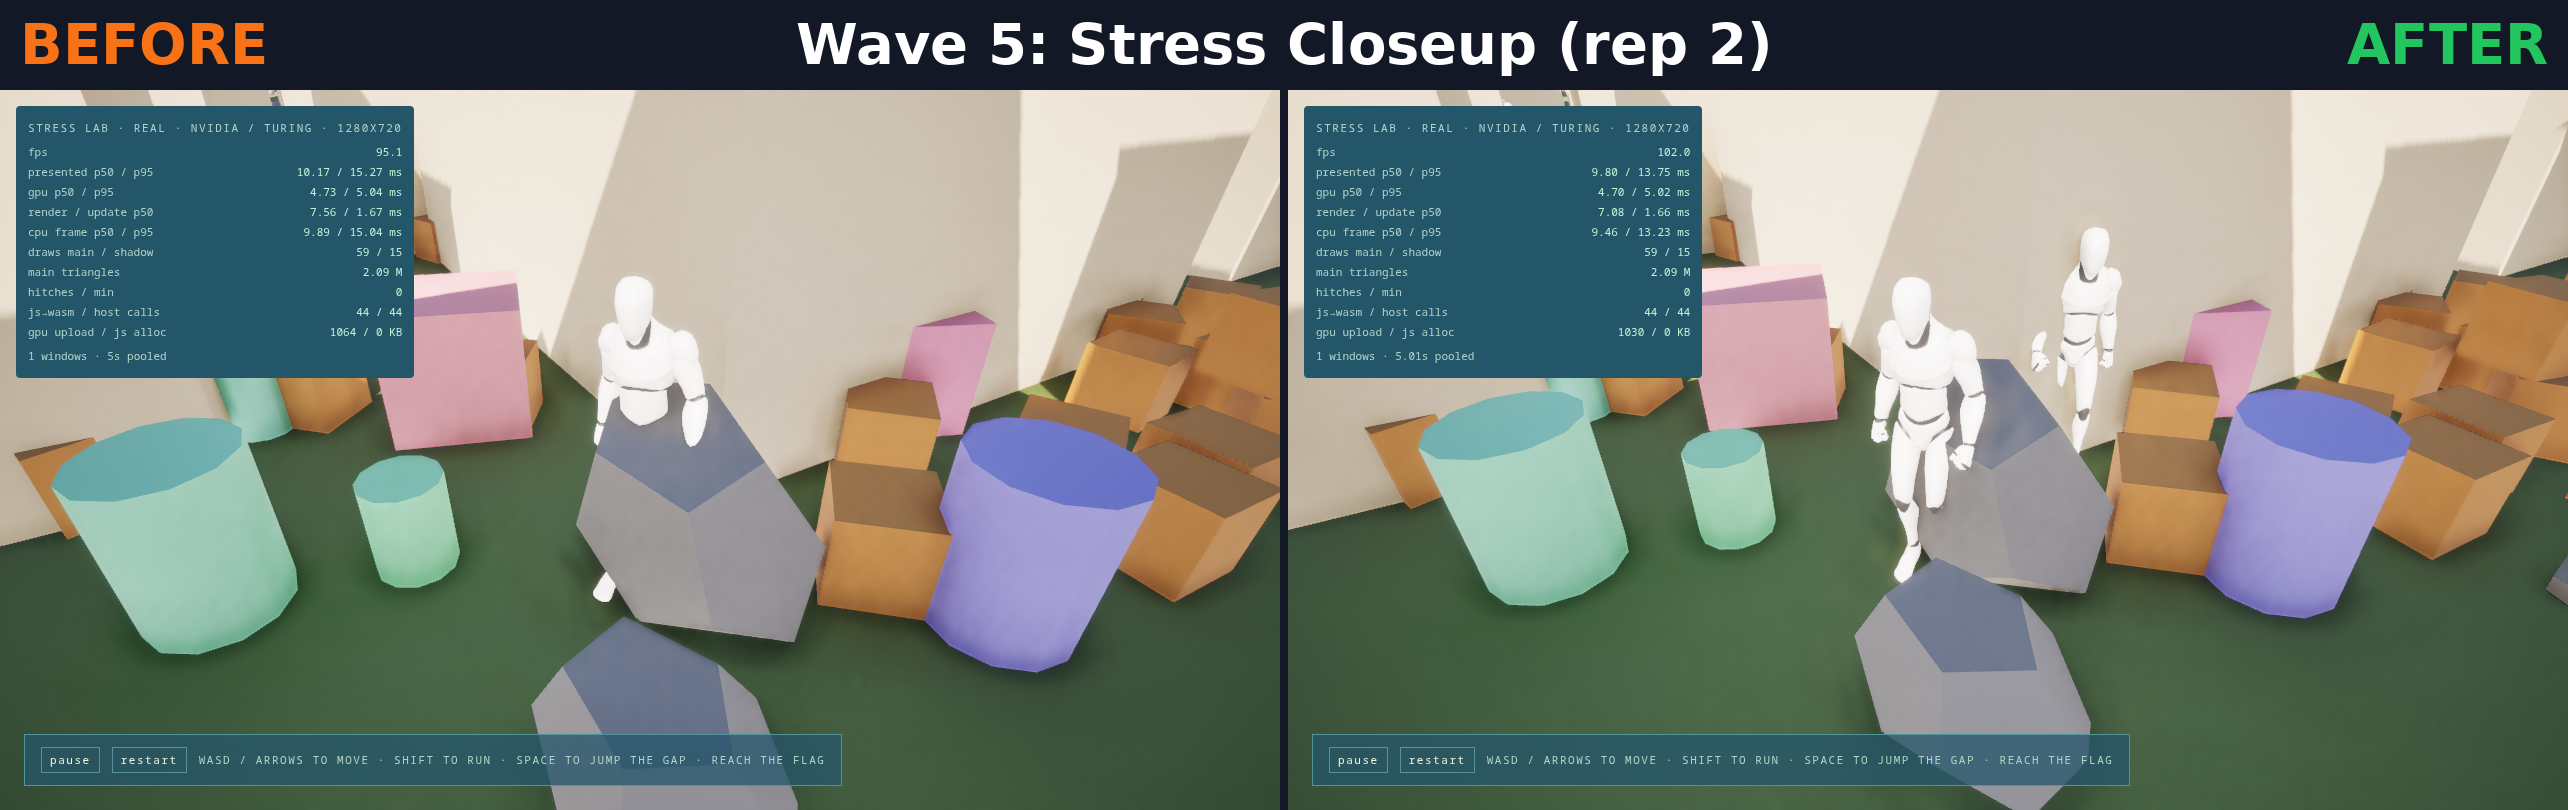 BEFORE
Wave 5: Stress Closeup (rep 2)
AFTER
STRESS LAB · REAL · NVIDIA / TURING · 1280X720
fps 95.1
presented p50 / p95 10.17 / 15.27 ms
gpu p50 / p95 4.73 / 5.04 ms
render / update p50 7.56 / 1.67 ms
cpu frame p50 / p95 9.89 / 15.04 ms
draws main / shadow 59 / 15
main triangles 2.09 M
hitches / min 0
js→wasm / host calls 44 / 44
gpu upload / js alloc 1064 / 0 KB
1 windows · 5s pooled
pause restart WASD / ARROWS TO MOVE · SHIFT TO RUN · SPACE TO JUMP THE GAP · REACH THE FLAG
STRESS LAB · REAL · NVIDIA / TURING · 1280X720
fps 102.0
presented p50 / p95 9.80 / 13.75 ms
gpu p50 / p95 4.70 / 5.02 ms
render / update p50 7.08 / 1.66 ms
cpu frame p50 / p95 9.46 / 13.23 ms
draws main / shadow 59 / 15
main triangles 2.09 M
hitches / min 0
js→wasm / host calls 44 / 44
gpu upload / js alloc 1030 / 0 KB
1 windows · 5.01s pooled
pause restart WASD / ARROWS TO MOVE · SHIFT TO RUN · SPACE TO JUMP THE GAP · REACH THE FLAG